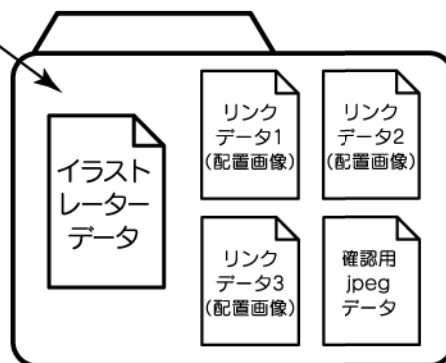 イラスト
レーター
データ
リンク
データ1
(配置画像)
リンク
データ2
(配置画像)
リンク
データ3
(配置画像)
確認用
jpeg
データ